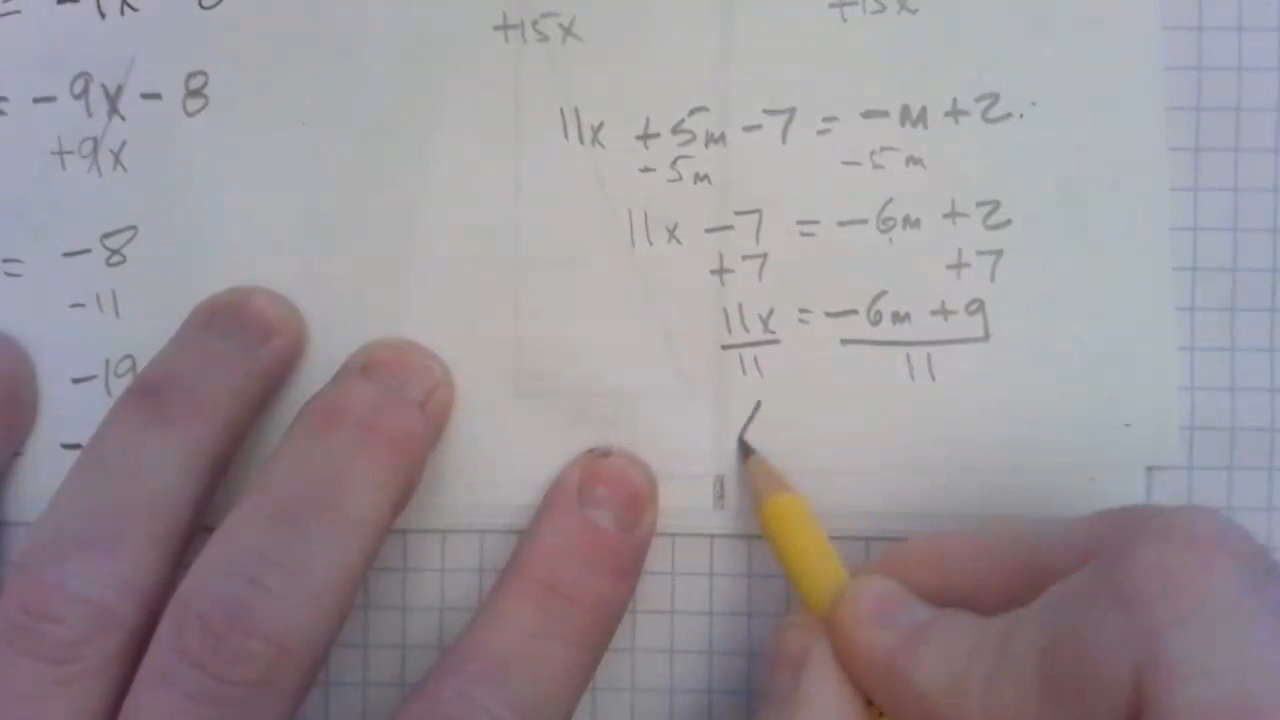 +15x +15x
= -9x - 8
+9x
= -8
-11
-19
11x +5m -7 = -m +2
-5m -5m
11x -7 = -6m +2
+7 +7
11x = -6m +9
11 11